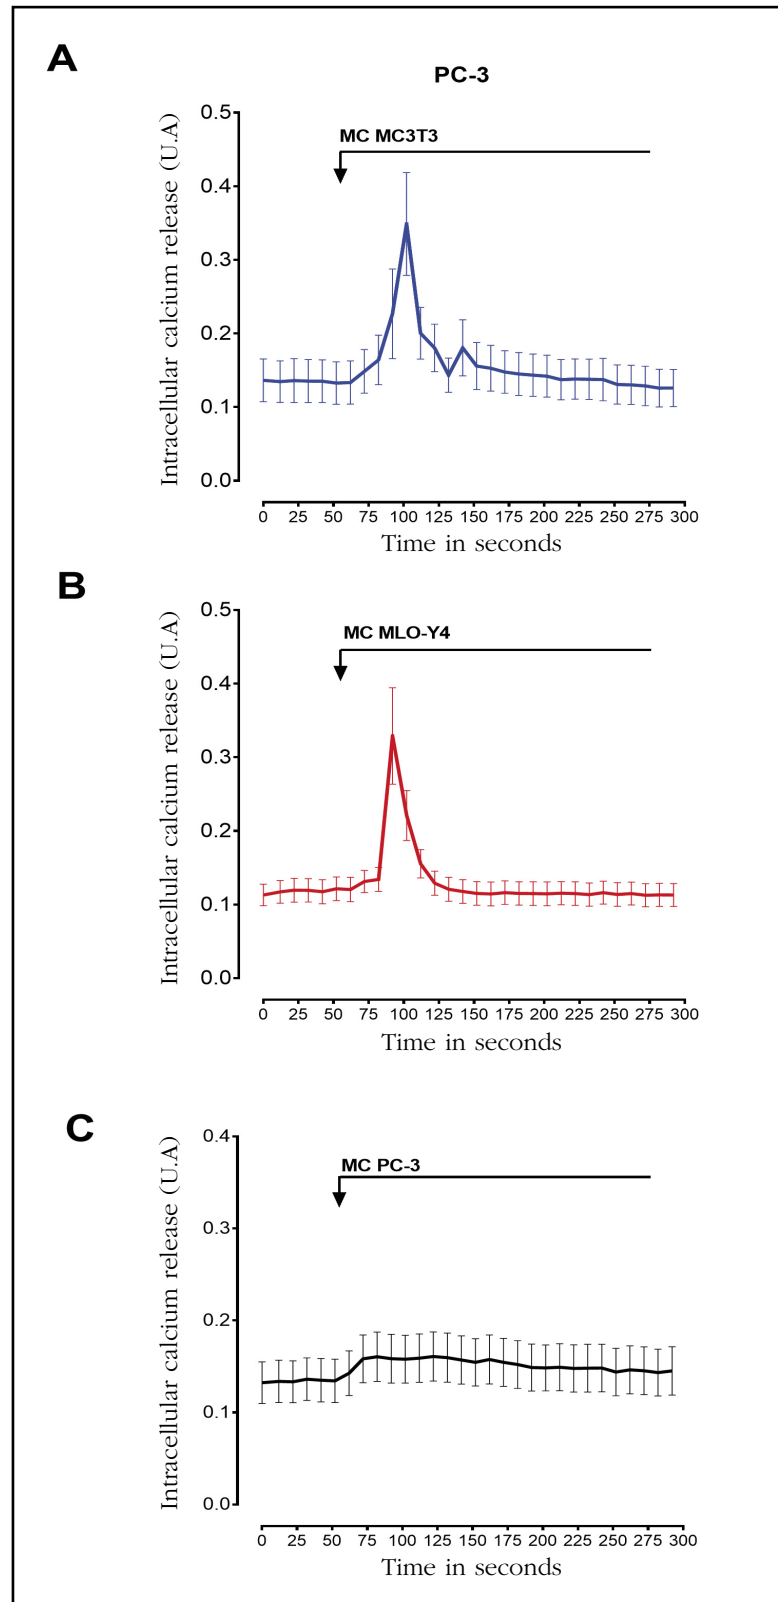 A
PC-3
Intracellular calcium release (U.A)
0.5
0.4
0.3
0.2
0.1
0.0
MC MC3T3
0 25 50 75 100 125 150 175 200 225 250 275 300
Time in seconds
B
Intracellular calcium release (U.A)
0.5
0.4
0.3
0.2
0.1
0.0
MC MLO-Y4
0 25 50 75 100 125 150 175 200 225 250 275 300
Time in seconds
C
Intracellular calcium release (U.A)
0.4
0.3
0.2
0.1
0.0
MC PC-3
0 25 50 75 100 125 150 175 200 225 250 275 300
Time in seconds